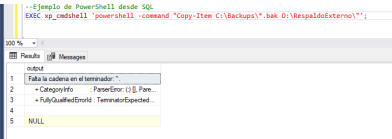 --Ejemplo de PowerShell desde SQL
EXEC xp_cmdshell 'powershell -command "Copy-Item C:\Backups\*.bak D:\RespaldoExterno\"';
100 %
Results Messages
output
1 Falta la cadena en el terminador: ".
2 + CategoryInfo : ParserError: (:) [], Pare...
3 + FullyQualifiedErrorId : TerminatorExpected...
4
5 NULL